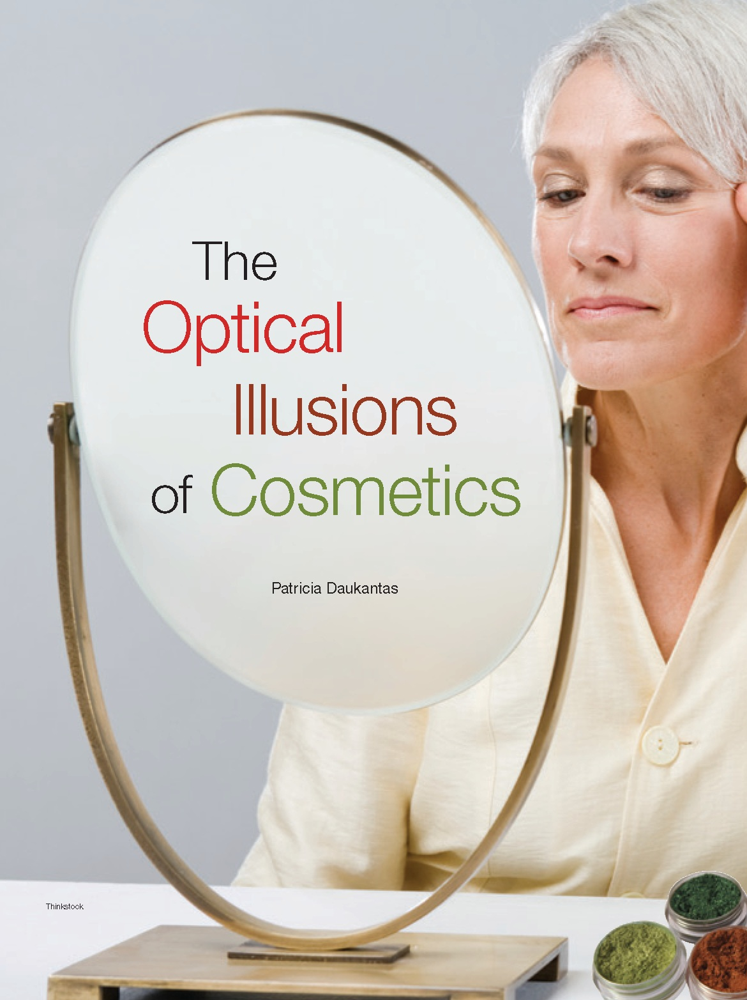 The
Optical
Illusions
of Cosmetics
Patricia Daukantas
Thinkstock